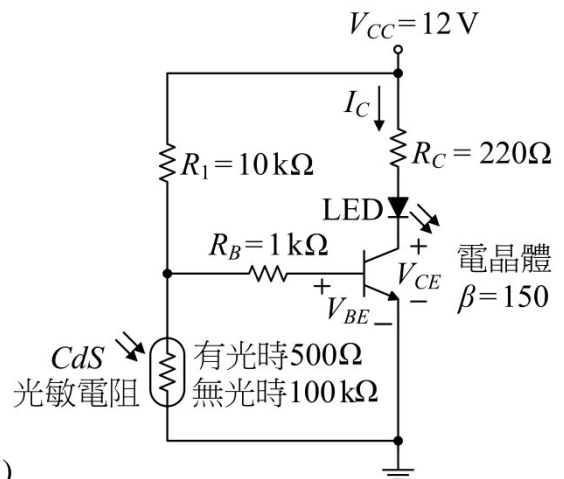 V_CC = 12 V
I_C
R_1 = 10 kΩ
R_C = 220Ω
LED
R_B = 1 kΩ
+
電晶體
V_CE
β = 150
+
V_BE
−
−
CdS
光敏電阻
有光時500Ω
無光時100 kΩ
)